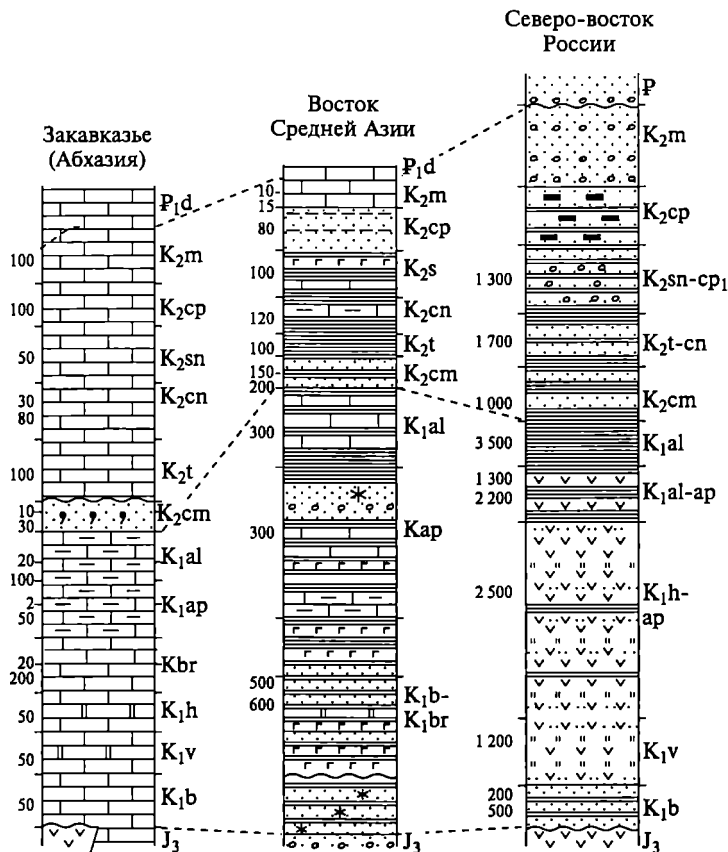 Северо-восток
России
Восток
Средней Азии
Закавказье
(Абхазия)
₽₁d
100
K₂m
100
K₂cp
50
K₂sn
30
80
K₂cn
100
K₂t
10
30
K₂cm
20
K₁al
100
2
50
K₁ap
20
200
Kbr
50
K₁h
50
K₁v
50
K₁b
J₃
₽₁d
10
15
K₂m
80
K₂cp
100
K₂s
120
K₂cn
100
K₂t
150
200
K₂cm
300
K₁al
300
Kap
500
600
K₁b-
K₁br
J₃
₽
K₂m
K₂cp
1 300
K₂sn-cp₁
1 700
K₂t-cn
1 000
K₂cm
3 500
K₁al
1 300
2 200
K₁al-ap
2 500
K₁h-
ap
1 200
K₁v
200
500
K₁b
J₃